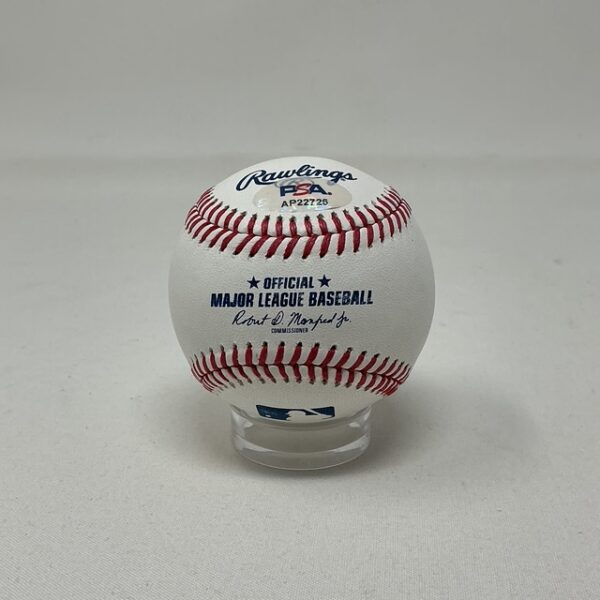 Rawlings
PSA
AP22726
★ OFFICIAL ★
MAJOR LEAGUE BASEBALL
Robert D. Manfred Jr.
COMMISSIONER